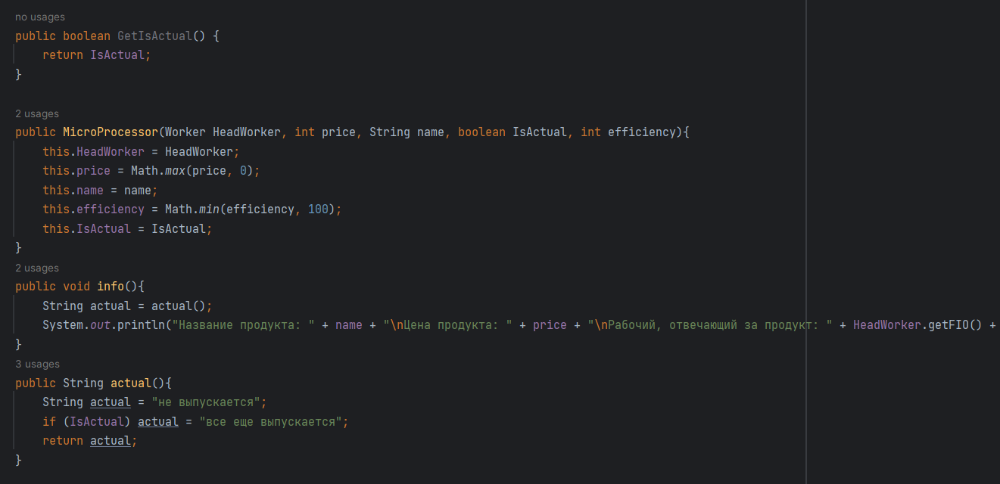 no usages
public boolean GetIsActual() {
    return IsActual;
}
2 usages
public MicroProcessor(Worker HeadWorker, int price, String name, boolean IsActual, int efficiency){
    this.HeadWorker = HeadWorker;
    this.price = Math.max(price, 0);
    this.name = name;
    this.efficiency = Math.min(efficiency, 100);
    this.IsActual = IsActual;
}
2 usages
public void info(){
    String actual = actual();
    System.out.println("Название продукта: " + name + "\nЦена продукта: " + price + "\nРабочий, отвечающий за продукт: " + HeadWorker.getFIO() +
}
3 usages
public String actual(){
    String actual = "не выпускается";
    if (IsActual) actual = "все еще выпускается";
    return actual;
}